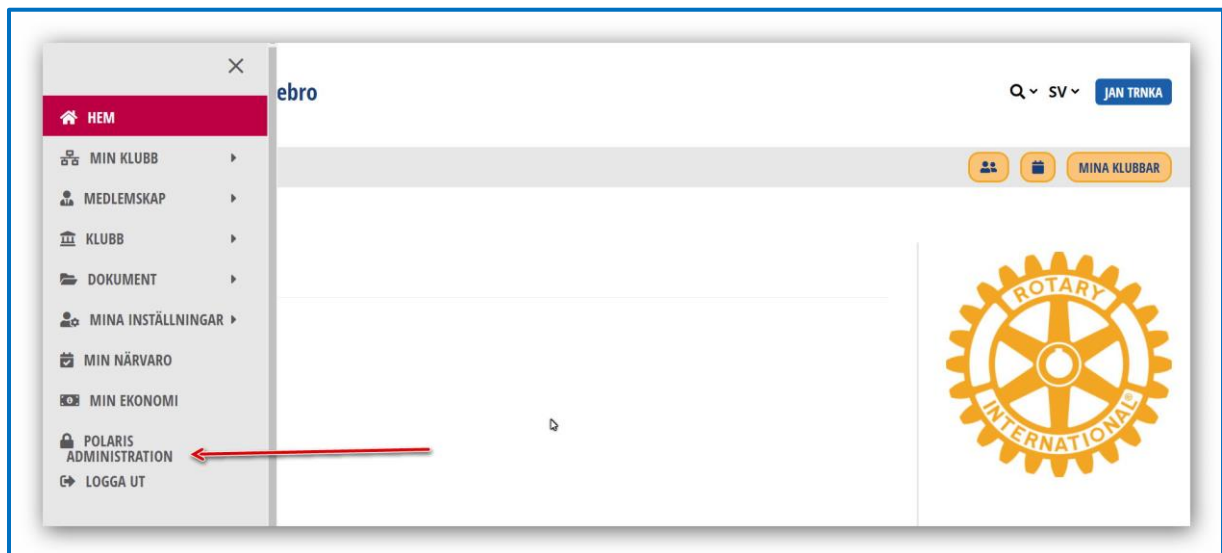 ebro
SV
JAN TRNKA
HEM
MIN KLUBB
MINA KLUBBAR
MEDLEMSKAP
KLUBB
DOKUMENT
MINA INSTÄLLNINGAR
MIN NÄRVARO
MIN EKONOMI
POLARIS
ADMINISTRATION
LOGGA UT
ROTARY
INTERNATIONAL